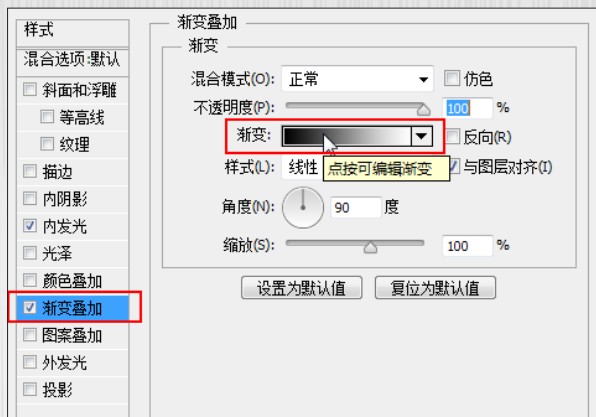 样式
混合选项:默认
斜面和浮雕
等高线
纹理
描边
内阴影
内发光
光泽
颜色叠加
渐变叠加
图案叠加
外发光
投影
渐变叠加
渐变
混合模式(O): 正常 仿色
不透明度(P): 100 %
渐变: 反向(R)
样式(L): 线性 与图层对齐(I)
点按可编辑渐变
角度(N): 90 度
缩放(S): 100 %
设置为默认值 复位为默认值